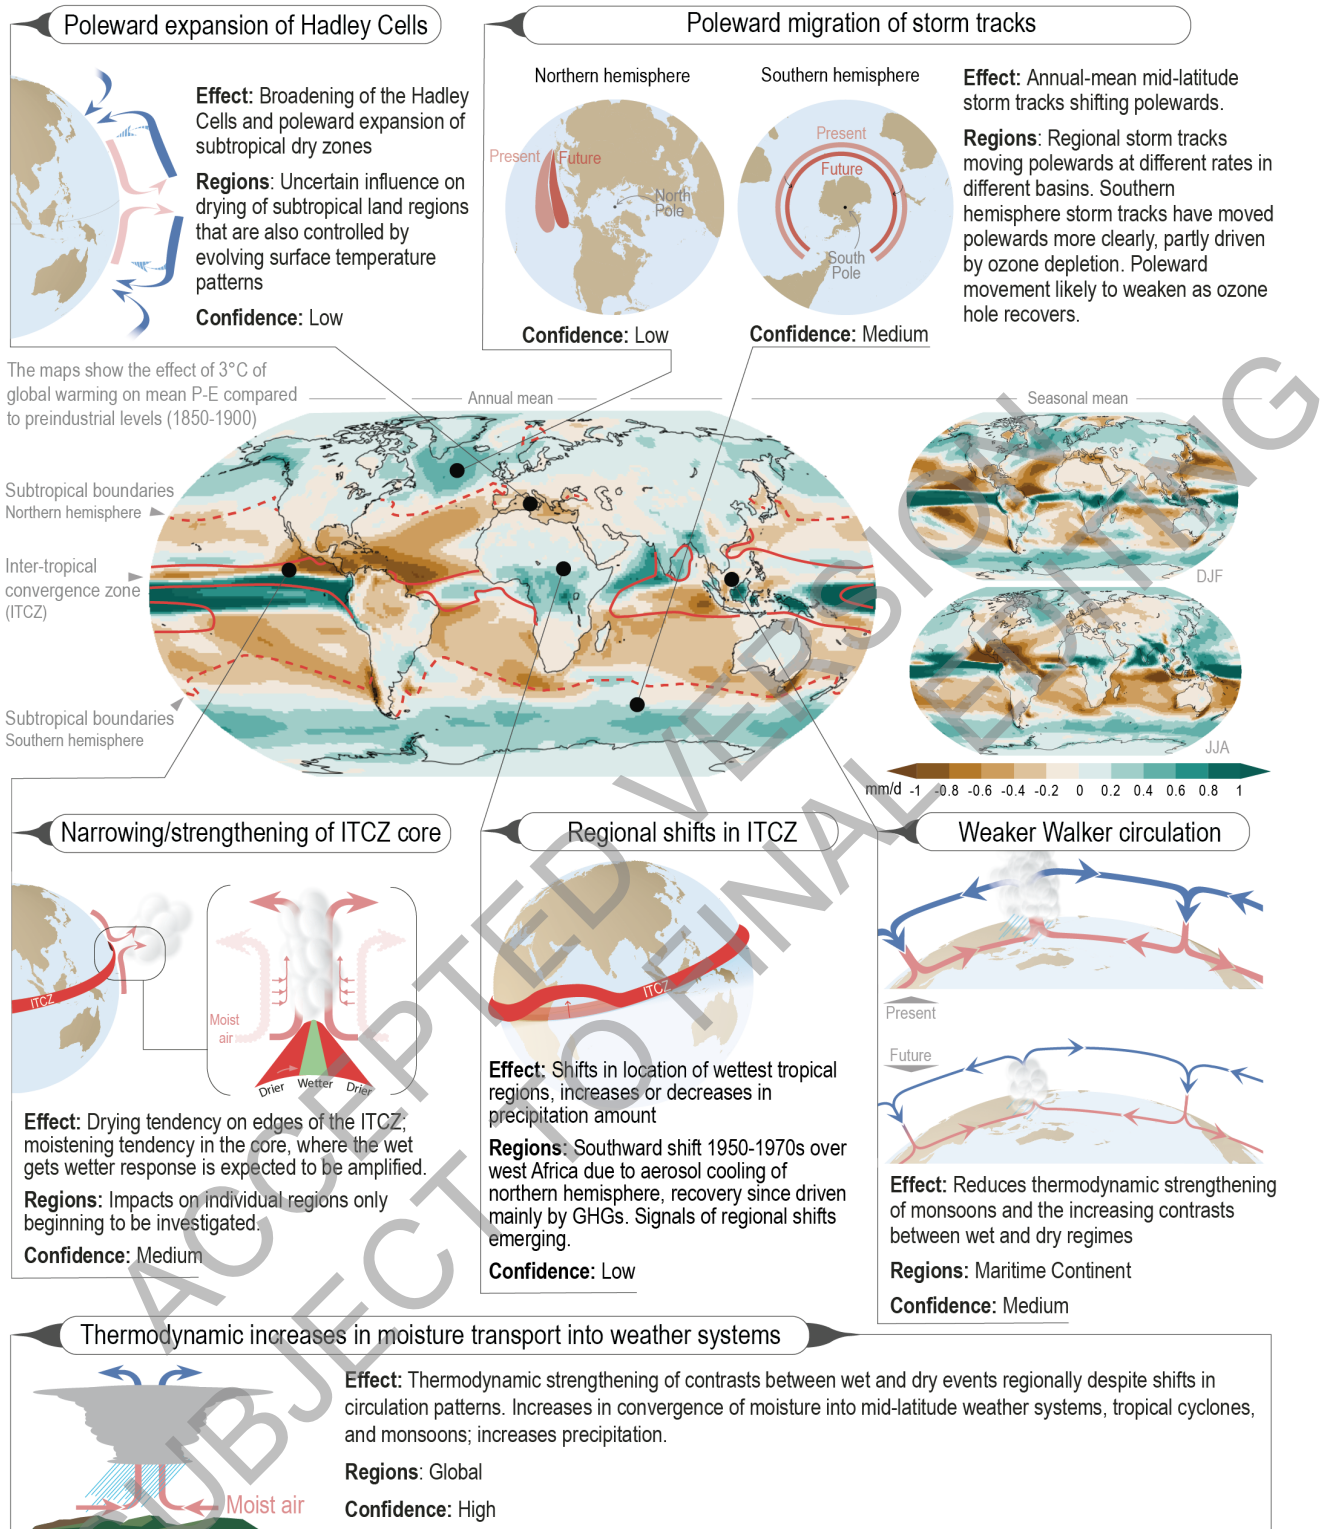 Poleward expansion of Hadley Cells
Effect: Broadening of the Hadley
Cells and poleward expansion of
subtropical dry zones
Regions: Uncertain influence on
drying of subtropical land regions
that are also controlled by
evolving surface temperature
patterns
Confidence: Low
Poleward migration of storm tracks
Northern hemisphere
Present
Future
North
Pole
Confidence: Low
Southern hemisphere
Present
Future
South
Pole
Confidence: Medium
Effect: Annual-mean mid-latitude
storm tracks shifting polewards.
Regions: Regional storm tracks
moving polewards at different rates in
different basins. Southern
hemisphere storm tracks have moved
polewards more clearly, partly driven
by ozone depletion. Poleward
movement likely to weaken as ozone
hole recovers.
The maps show the effect of 3°C of
global warming on mean P-E compared
to preindustrial levels (1850-1900)
Annual mean
Seasonal mean
Subtropical boundaries
Northern hemisphere
Inter-tropical
convergence zone
(ITCZ)
Subtropical boundaries
Southern hemisphere
DJF
JJA
mm/d -1 -0.8 -0.6 -0.4 -0.2 0 0.2 0.4 0.6 0.8 1
Narrowing/strengthening of ITCZ core
ITCZ
Moist
air
Drier Wetter Drier
Effect: Drying tendency on edges of the ITCZ;
moistening tendency in the core, where the wet
gets wetter response is expected to be amplified.
Regions: Impacts on individual regions only
beginning to be investigated.
Confidence: Medium
Regional shifts in ITCZ
ITCZ
Effect: Shifts in location of wettest tropical
regions, increases or decreases in
precipitation amount
Regions: Southward shift 1950-1970s over
west Africa due to aerosol cooling of
northern hemisphere, recovery since driven
mainly by GHGs. Signals of regional shifts
emerging.
Confidence: Low
Weaker Walker circulation
Present
Future
Effect: Reduces thermodynamic strengthening
of monsoons and the increasing contrasts
between wet and dry regimes
Regions: Maritime Continent
Confidence: Medium
Thermodynamic increases in moisture transport into weather systems
Moist air
Effect: Thermodynamic strengthening of contrasts between wet and dry events regionally despite shifts in
circulation patterns. Increases in convergence of moisture into mid-latitude weather systems, tropical cyclones,
and monsoons; increases precipitation.
Regions: Global
Confidence: High
ACCEPTED VERSION
SUBJECT TO FINAL EDITING